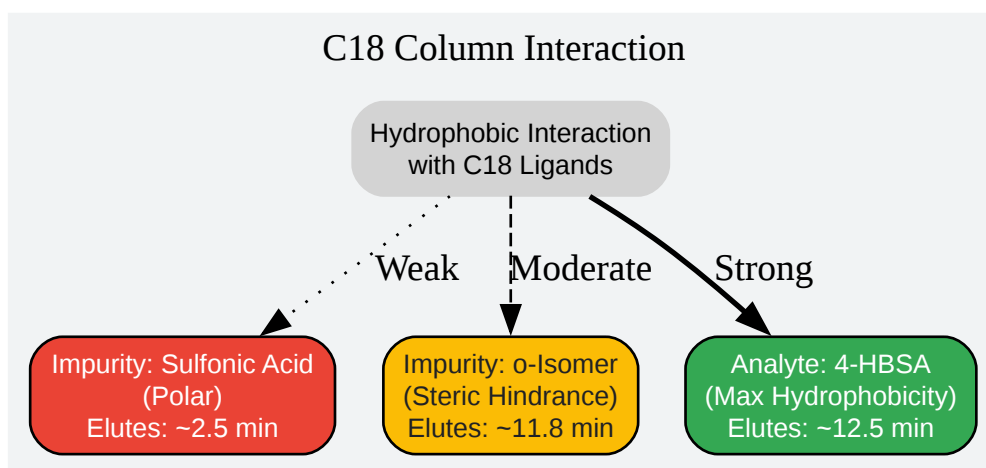 C18 Column Interaction
Hydrophobic Interaction
with C18 Ligands
Weak
Moderate
Strong
Impurity: Sulfonic Acid
(Polar)
Elutes: ~2.5 min
Impurity: o-Isomer
(Steric Hindrance)
Elutes: ~11.8 min
Analyte: 4-HBSA
(Max Hydrophobicity)
Elutes: ~12.5 min